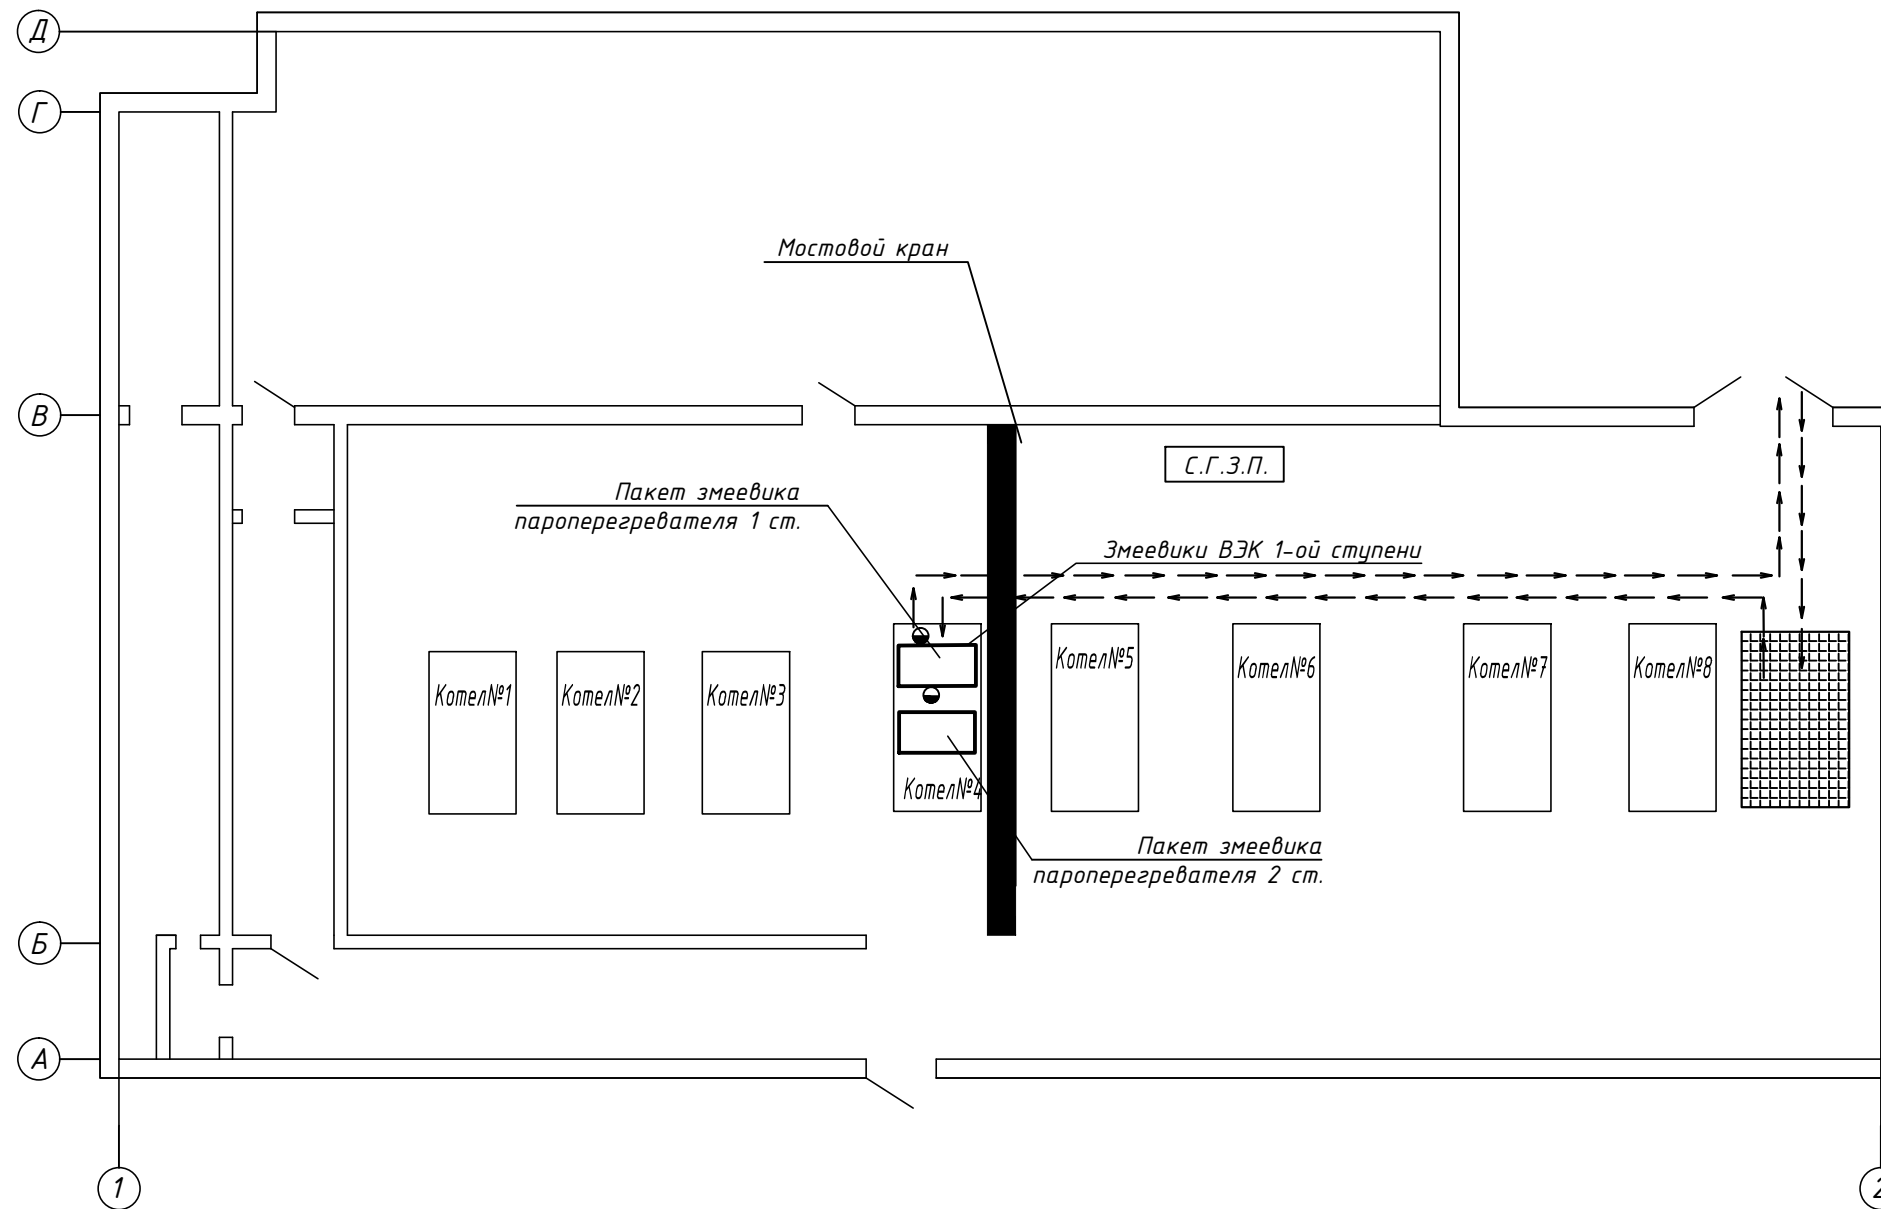 Д
Г
Мостовой кран
В
С.Г.З.П.
Пакет змеевика
пароперегревателя 1 ст.
Змеевики ВЭК 1-ой ступени
Котел№1
Котел№2
Котел№3
Котел№4
Котел№5
Котел№6
Котел№7
Котел№8
Пакет змеевика
пароперегревателя 2 ст.
Б
А
1
2